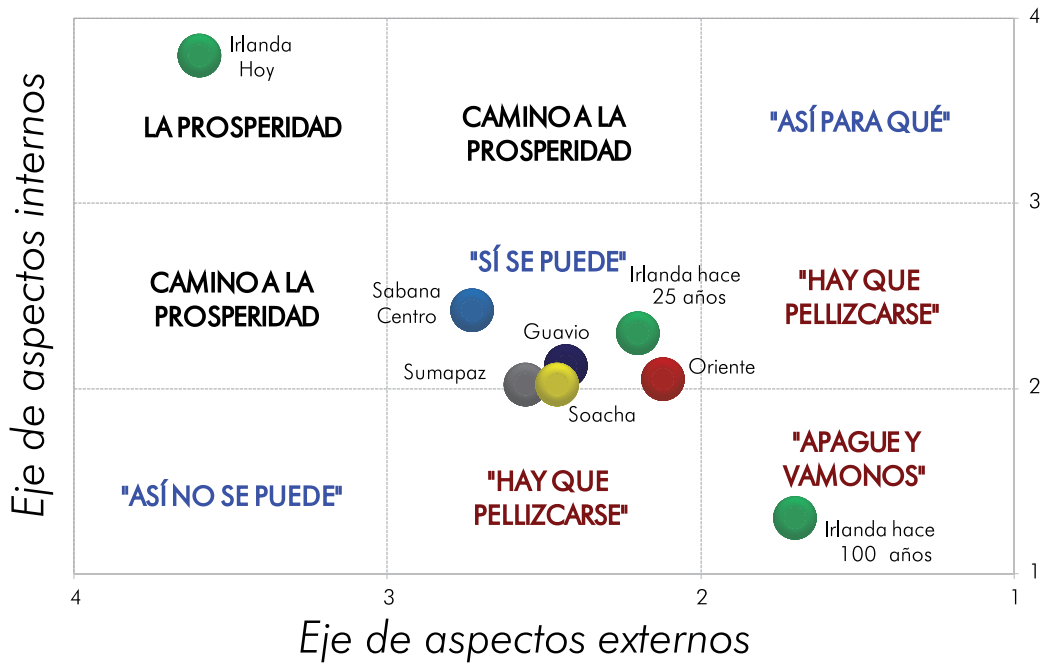 4
Irlanda
Hoy
LA PROSPERIDAD
CAMINO A LA
PROSPERIDAD
"ASÍ PARA QUÉ"
3
CAMINO A LA
PROSPERIDAD
"SÍ SE PUEDE"
Irlanda hace
25 años
Sabana
Centro
Guavio
Sumapaz
Soacha
Oriente
"HAY QUE
PELLIZCARSE"
2
"ASÍ NO SE PUEDE"
"HAY QUE
PELLIZCARSE"
"APAGUE Y
VAMONOS"
Irlanda hace
100 años
1
4 3 2 1
Eje de aspectos internos
Eje de aspectos externos